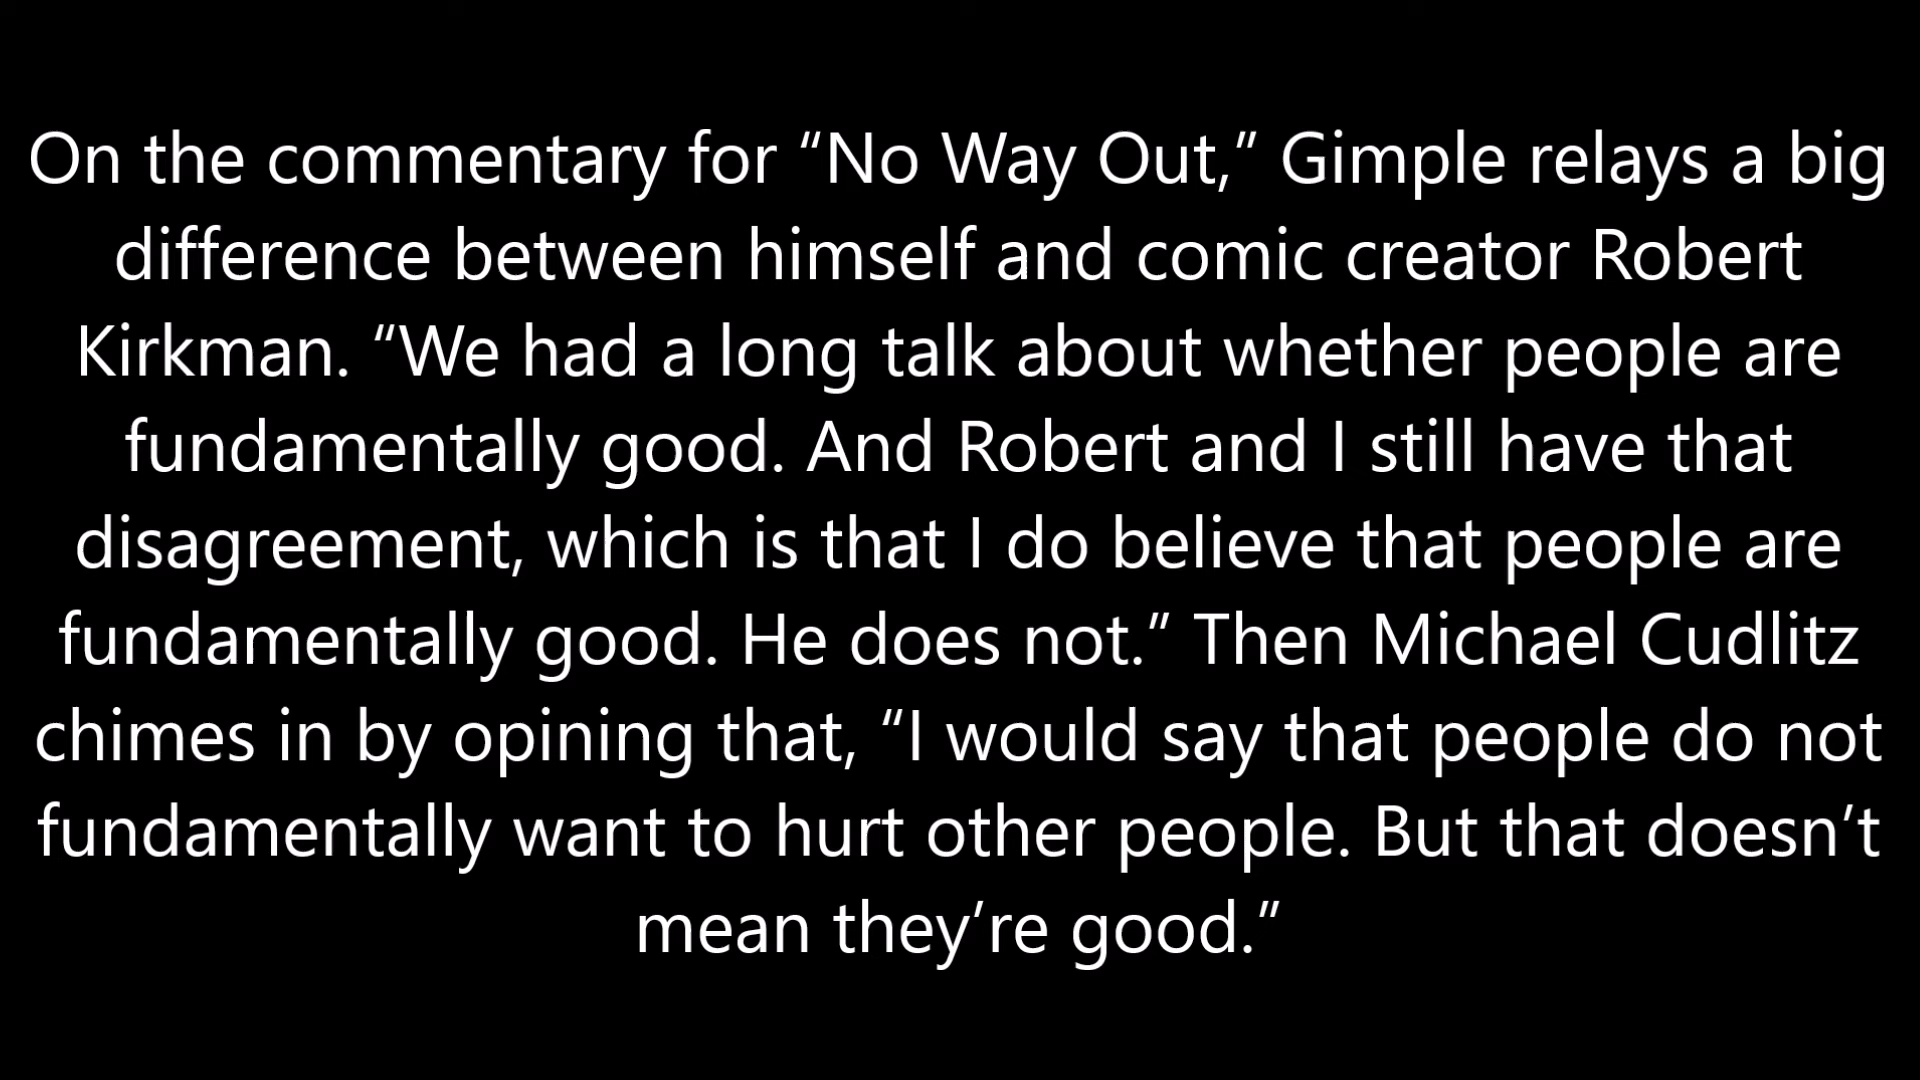 On the commentary for “No Way Out,” Gimple relays a big
difference between himself and comic creator Robert
Kirkman. “We had a long talk about whether people are
fundamentally good. And Robert and I still have that
disagreement, which is that I do believe that people are
fundamentally good. He does not.” Then Michael Cudlitz
chimes in by opining that, “I would say that people do not
fundamentally want to hurt other people. But that doesn’t
mean they’re good.”